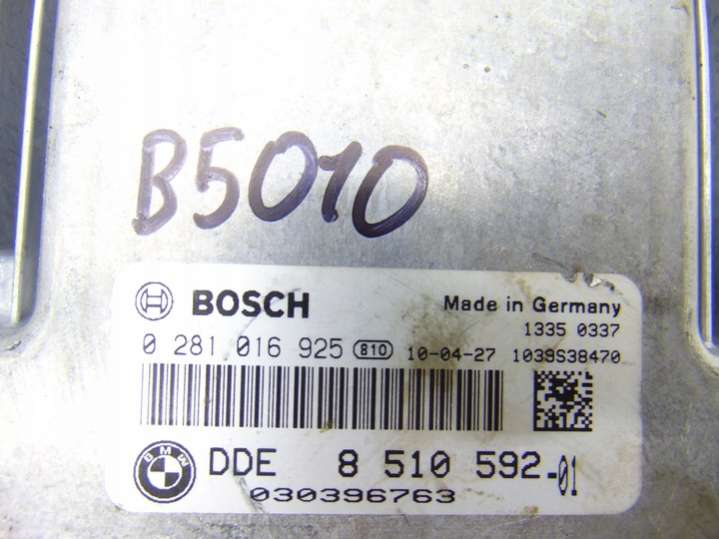 B5010
BOSCH Made in Germany
1335 0337
0 281 016 925 810 10-04-27 1039S38470
BMW DDE 8 510 592-01
030396763